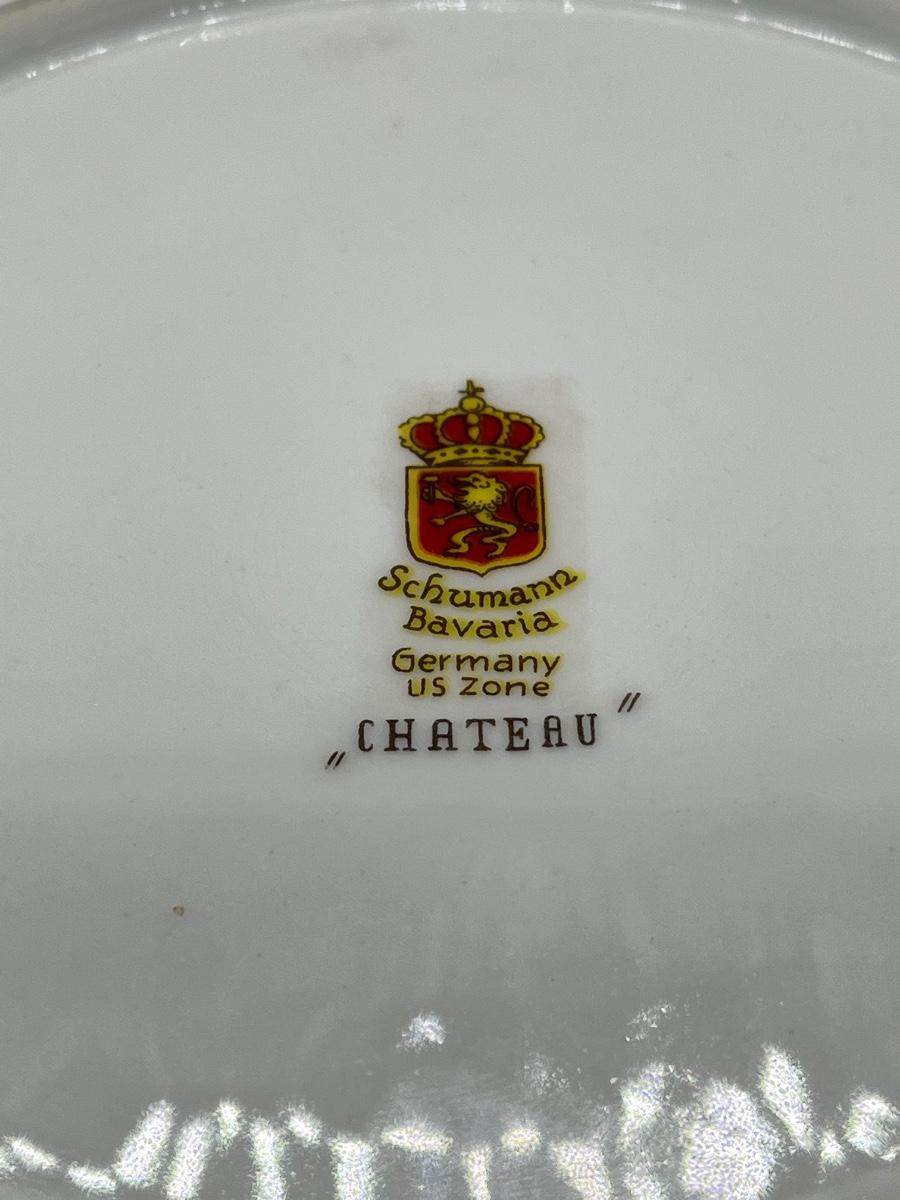 Schumann
Bavaria
Germany
US Zone
„CHATEAU"